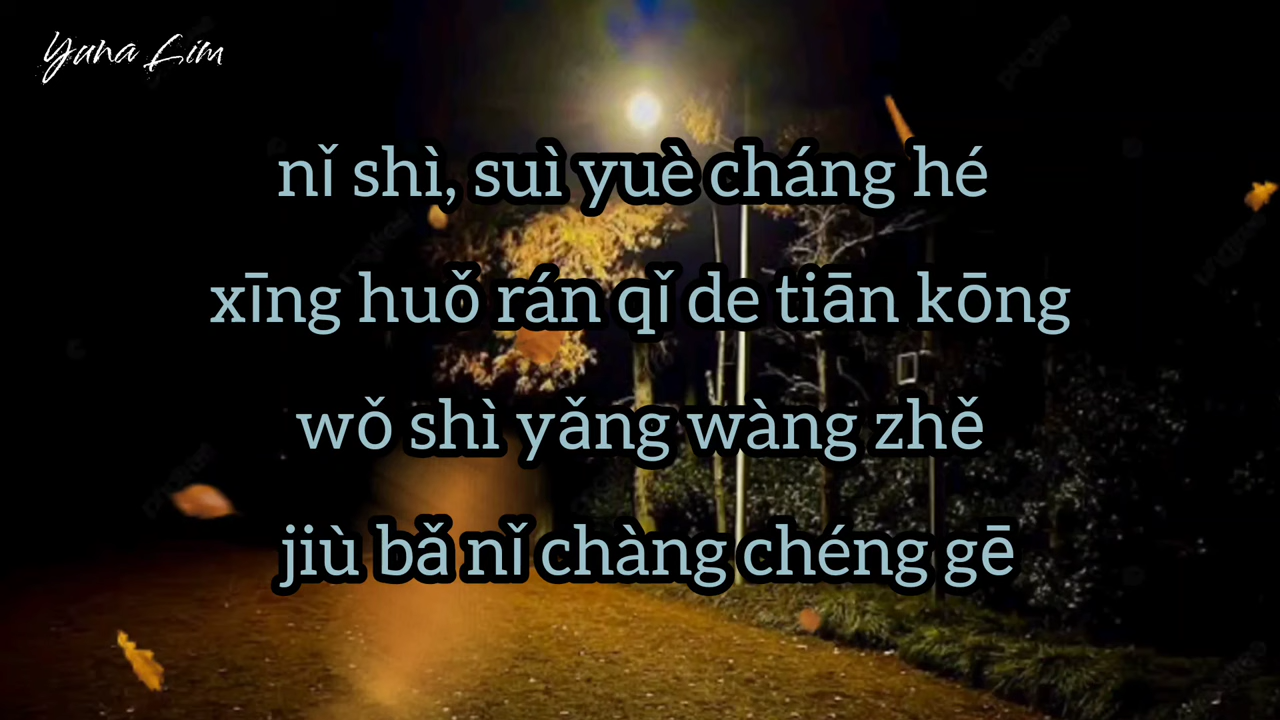 Yuna Lim
nǐ shì, suì yuè cháng hé
xīng huǒ rán qǐ de tiān kōng
wǒ shì yǎng wàng zhě
jiù bǎ nǐ chàng chéng gē